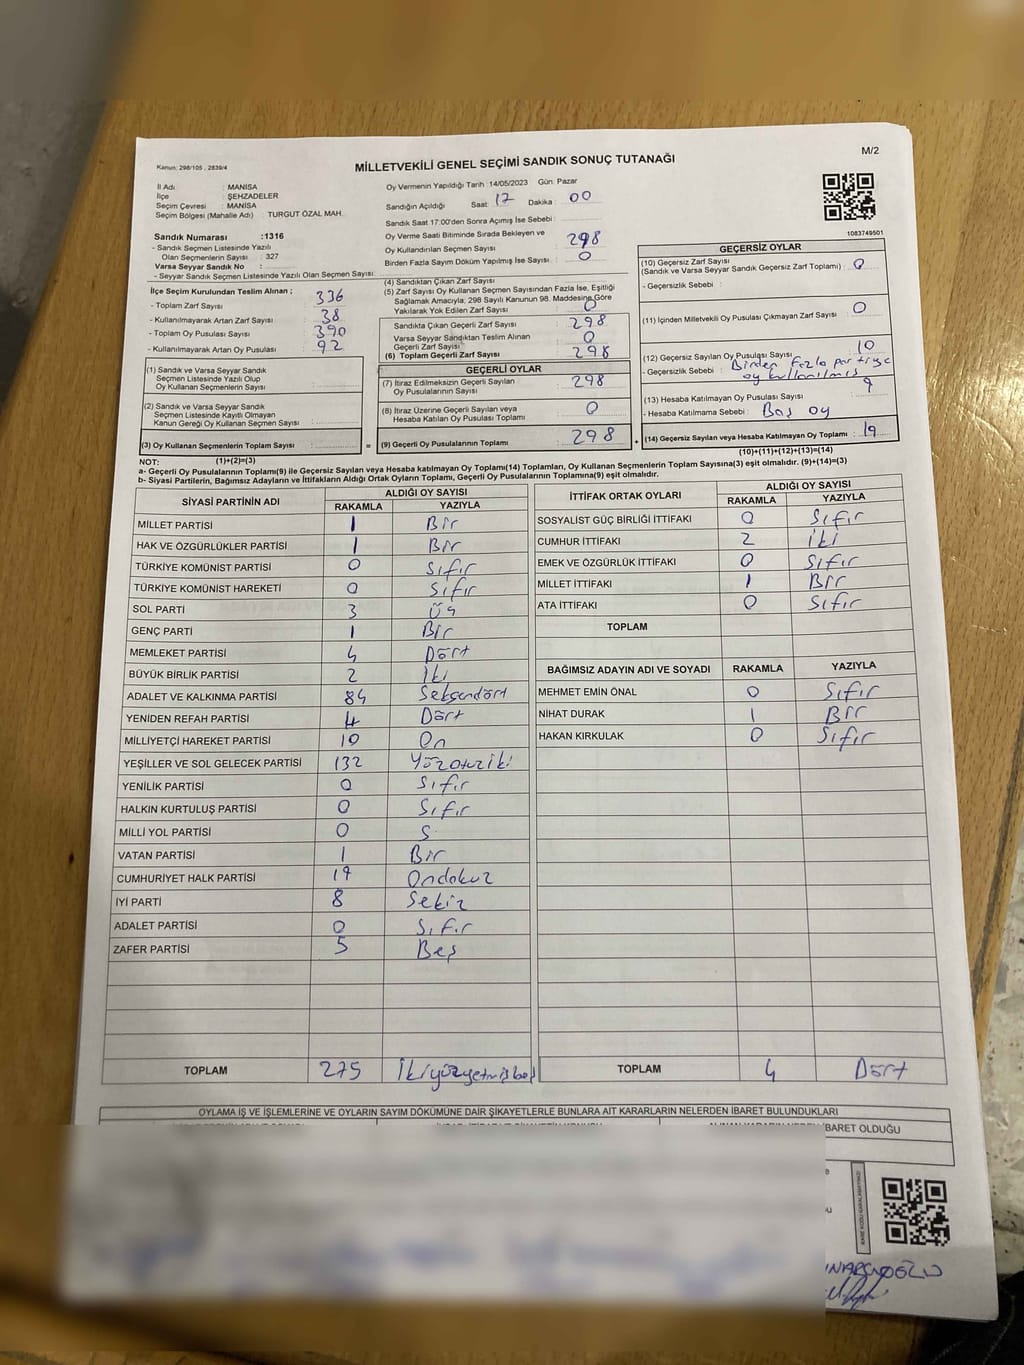 M/2
Kanun: 298/105 , 2839/4
MİLLETVEKİLİ GENEL SEÇİMİ SANDIK SONUÇ TUTANAĞI
İl Adı : MANİSA
İlçe : ŞEHZADELER
Seçim Çevresi : MANİSA
Seçim Bölgesi (Mahalle Adı) TURGUT ÖZAL MAH.
Sandık Numarası :1316
- Sandık Seçmen Listesinde Yazılı
Olan Seçmenlerin Sayısı : 327
Varsa Seyyar Sandık No :
- Seyyar Sandık Seçmen Listesinde Yazılı Olan Seçmen Sayısı:
Oy Vermenin Yapıldığı Tarih :14/05/2023 Gün: Pazar
Sandığın Açıldığı Saat: 17 Dakika : 00
Sandık Saat 17:00'den Sonra Açmış İse Sebebi :
Oy Verme Saati Bitiminde Sırada Bekleyen ve
Oy Kullandırılan Seçmen Sayısı 298
Birden Fazla Sayım Döküm Yapılmış İse Sayısı : 0
1083749501
İlçe Seçim Kurulundan Teslim Alınan ;
- Toplam Zarf Sayısı : 336
- Kullanılmayarak Artan Zarf Sayısı : 38
- Toplam Oy Pusulası Sayısı : 390
- Kullanılmayarak Artan Oy Pusulası : 92
(1) Sandık ve Varsa Seyyar Sandık
Seçmen Listesinde Yazılı Olup
Oy Kullanan Seçmenlerin Sayısı :
(2) Sandık ve Varsa Seyyar Sandık
Seçmen Listesinde Kayıtlı Olmayan
Kanun Gereği Oy Kullanan Seçmen Sayısı :
(3) Oy Kullanan Seçmenlerin Toplam Sayısı :
(4) Sandıktan Çıkan Zarf Sayısı :
(5) Zarf Sayısı Oy Kullanan Seçmen Sayısından Fazla İse, Eşitliği
Sağlamak Amacıyla; 298 Sayılı Kanunun 98. Maddesine Göre
Yakılarak Yok Edilen Zarf Sayısı : 0
Sandıkta Çıkan Geçerli Zarf Sayısı : 298
Varsa Seyyar Sandıktan Teslim Alınan
Geçerli Zarf Sayısı : 0
(6) Toplam Geçerli Zarf Sayısı : 298
GEÇERLİ OYLAR
(7) İtiraz Edilmeksizin Geçerli Sayılan
Oy Pusulalarının Sayısı : 298
(8) İtiraz Üzerine Geçerli Sayılan veya
Hesaba Katılan Oy Pusulası Toplamı : 0
= (9) Geçerli Oy Pusulalarının Toplamı : 298
GEÇERSİZ OYLAR
(10) Geçersiz Zarf Sayısı
(Sandık ve Varsa Seyyar Sandık Geçersiz Zarf Toplamı) : 0
- Geçersizlik Sebebi :
(11) İçinden Milletvekili Oy Pusulası Çıkmayan Zarf Sayısı : 0
(12) Geçersiz Sayılan Oy Pusulası Sayısı : 10
- Geçersizlik Sebebi : Birden fazla partiye
oy kullanılmış
(13) Hesaba Katılmayan Oy Pusulası Sayısı : 9
- Hesaba Katılmama Sebebi : Boş oy
+ (14) Geçersiz Sayılan veya Hesaba Katılmayan Oy Toplamı : 19
NOT: (1)+(2)=(3) (10)+(11)+(12)+(13)=(14)
a- Geçerli Oy Pusulalarının Toplamı(9) ile Geçersiz Sayılan veya Hesaba katılmayan Oy Toplamı(14) Toplamları, Oy Kullanan Seçmenlerin Toplam Sayısına(3) eşit olmalıdır. (9)+(14)=(3)
b- Siyasi Partilerin, Bağımsız Adayların ve İttifakların Aldığı Ortak Oyların Toplamı, Geçerli Oy Pusulalarının Toplamına(9) eşit olmalıdır.
SİYASİ PARTİNİN ADI ALDIĞI OY SAYISI
RAKAMLA YAZIYLA
MİLLET PARTİSİ 1 Bir
HAK VE ÖZGÜRLÜKLER PARTİSİ 1 Bir
TÜRKİYE KOMÜNİST PARTİSİ 0 Sıfır
TÜRKİYE KOMÜNİST HAREKETİ 0 Sıfır
SOL PARTİ 3 Üç
GENÇ PARTİ 1 Bir
MEMLEKET PARTİSİ 4 Dört
BÜYÜK BİRLİK PARTİSİ 2 İki
ADALET VE KALKINMA PARTİSİ 84 Seksendört
YENİDEN REFAH PARTİSİ 4 Dört
MİLLİYETÇİ HAREKET PARTİSİ 10 On
YEŞİLLER VE SOL GELECEK PARTİSİ 132 Yüzotuziki
YENİLİK PARTİSİ 0 Sıfır
HALKIN KURTULUŞ PARTİSİ 0 Sıfır
MİLLİ YOL PARTİSİ 0 S
VATAN PARTİSİ 1 Bir
CUMHURİYET HALK PARTİSİ 19 Ondokuz
İYİ PARTİ 8 Sekiz
ADALET PARTİSİ 0 Sıfır
ZAFER PARTİSİ 5 Beş
TOPLAM 275 İkiyüzyetmişbeş
İTTİFAK ORTAK OYLARI ALDIĞI OY SAYISI
RAKAMLA YAZIYLA
SOSYALİST GÜÇ BİRLİĞİ İTTİFAKI 0 Sıfır
CUMHUR İTTİFAKI 2 iki
EMEK VE ÖZGÜRLÜK İTTİFAKI 0 Sıfır
MİLLET İTTİFAKI 1 Bir
ATA İTTİFAKI 0 Sıfır
TOPLAM
BAĞIMSIZ ADAYIN ADI VE SOYADI RAKAMLA YAZIYLA
MEHMET EMİN ÖNAL 0 Sıfır
NİHAT DURAK 1 Bir
HAKAN KIRKULAK 0 Sıfır
TOPLAM 4 Dört
OYLAMA İŞ VE İŞLEMLERİNE VE OYLARIN SAYIM DÖKÜMÜNE DAİR ŞİKAYETLERLE BUNLARA AİT KARARLARIN NELERDEN İBARET BULUNDUKLARI
İBARET OLDUĞU